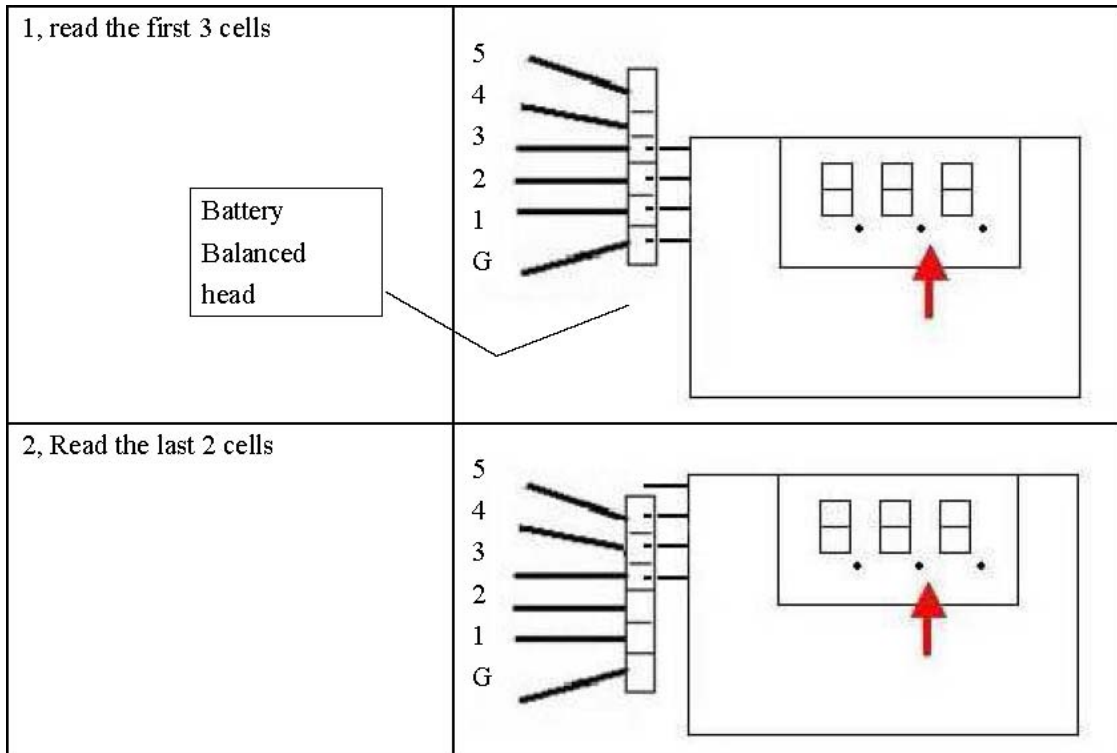 1, read the first 3 cells
5
4
3
2
1
G
Battery
Balanced
head
2, Read the last 2 cells
5
4
3
2
1
G